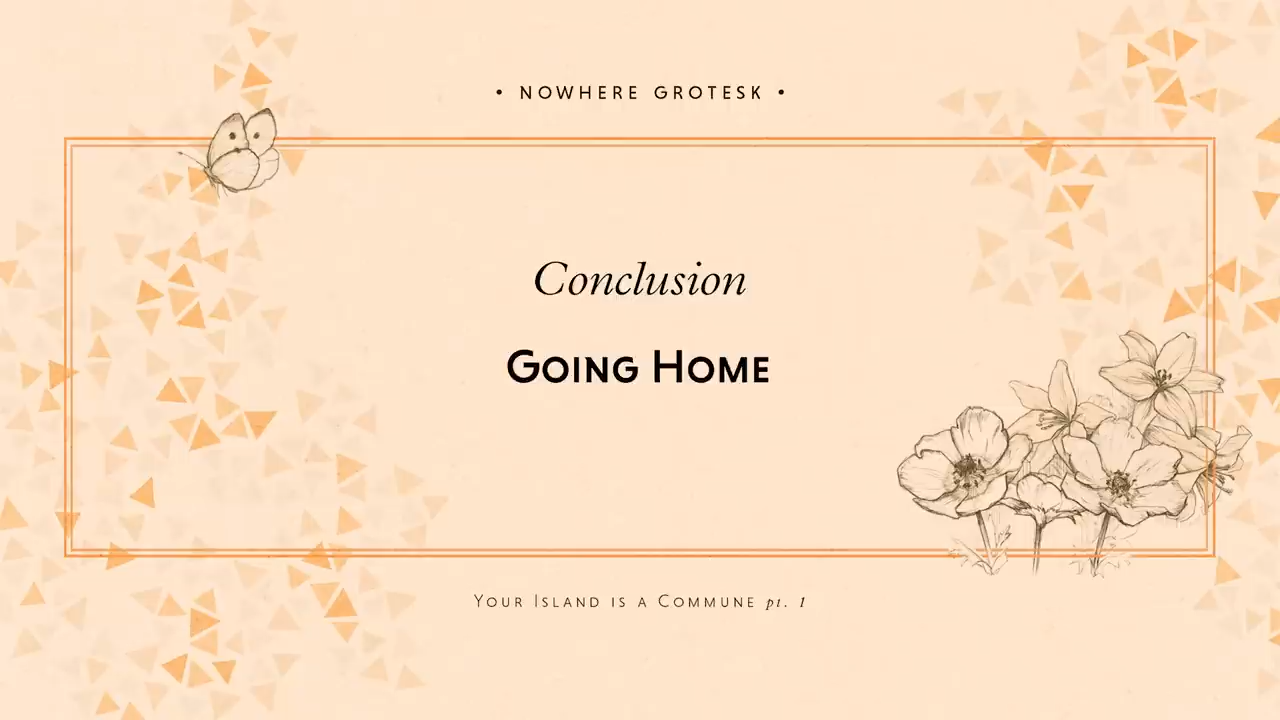 • NOWHERE GROTESK •
Conclusion
GOING HOME
YOUR ISLAND IS A COMMUNE pt. 1